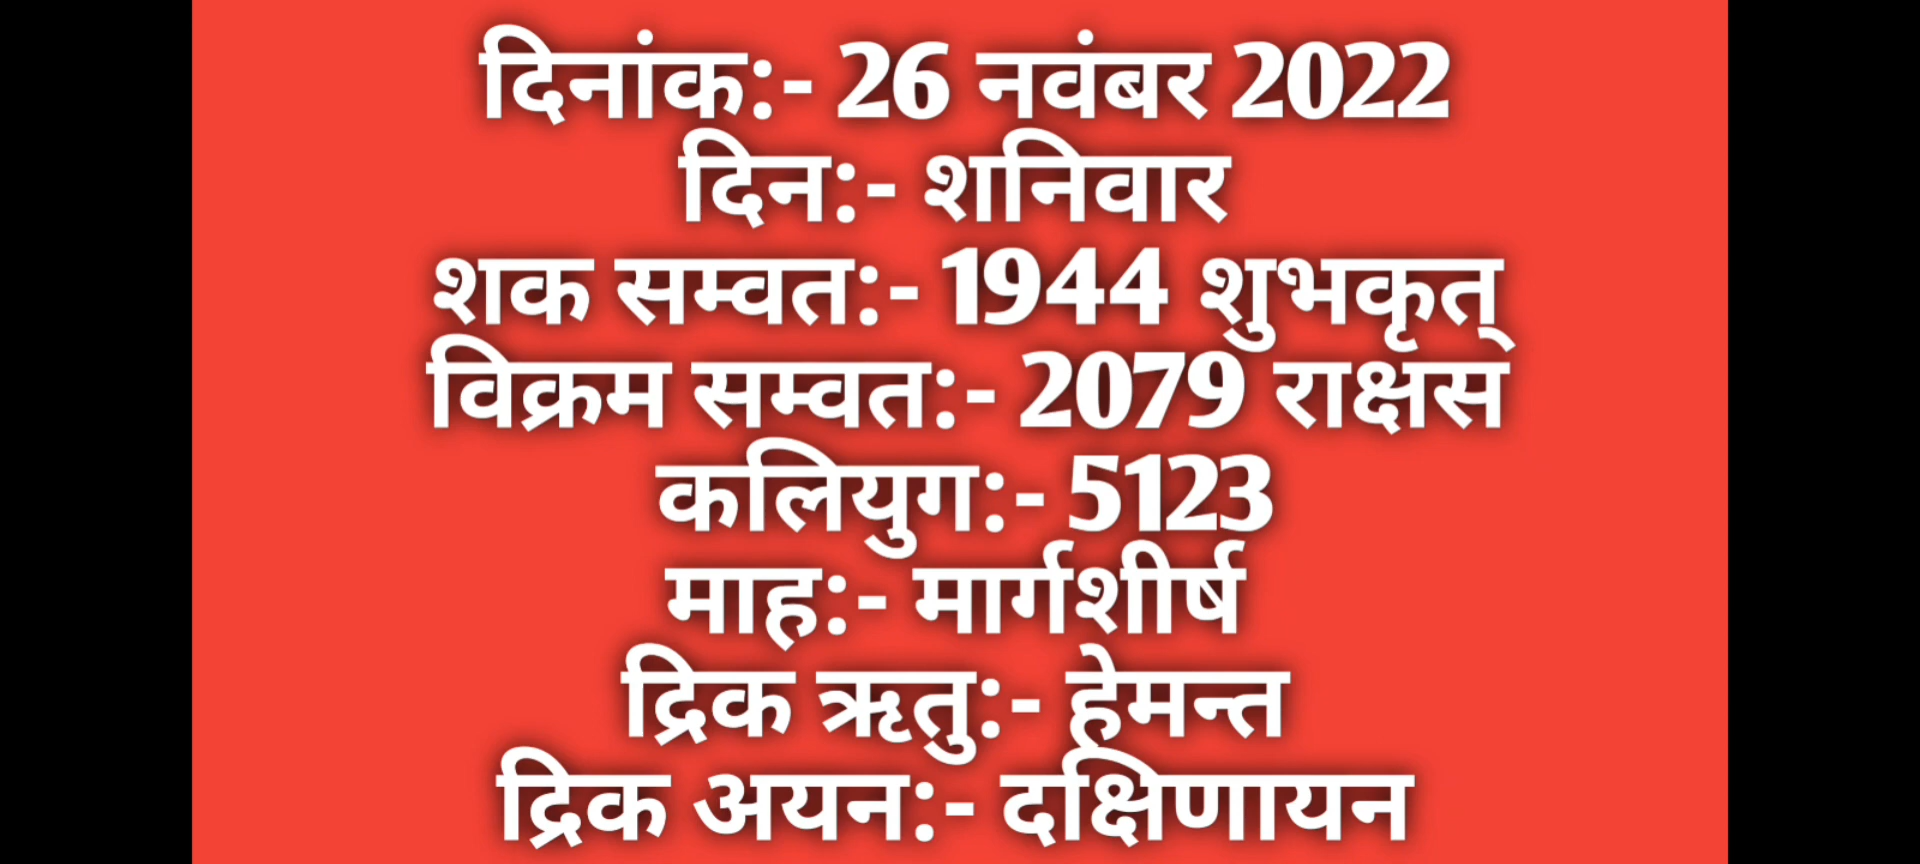 दिनांक:- 26 नवंबर 2022
दिन:- शनिवार
शक सम्वत:- 1944 शुभकृत्
विक्रम सम्वत:- 2079 राक्षस
कलियुग:- 5123
माह:- मार्गशीर्ष
द्रिक ऋतु:- हेमन्त
द्रिक अयन:- दक्षिणायन